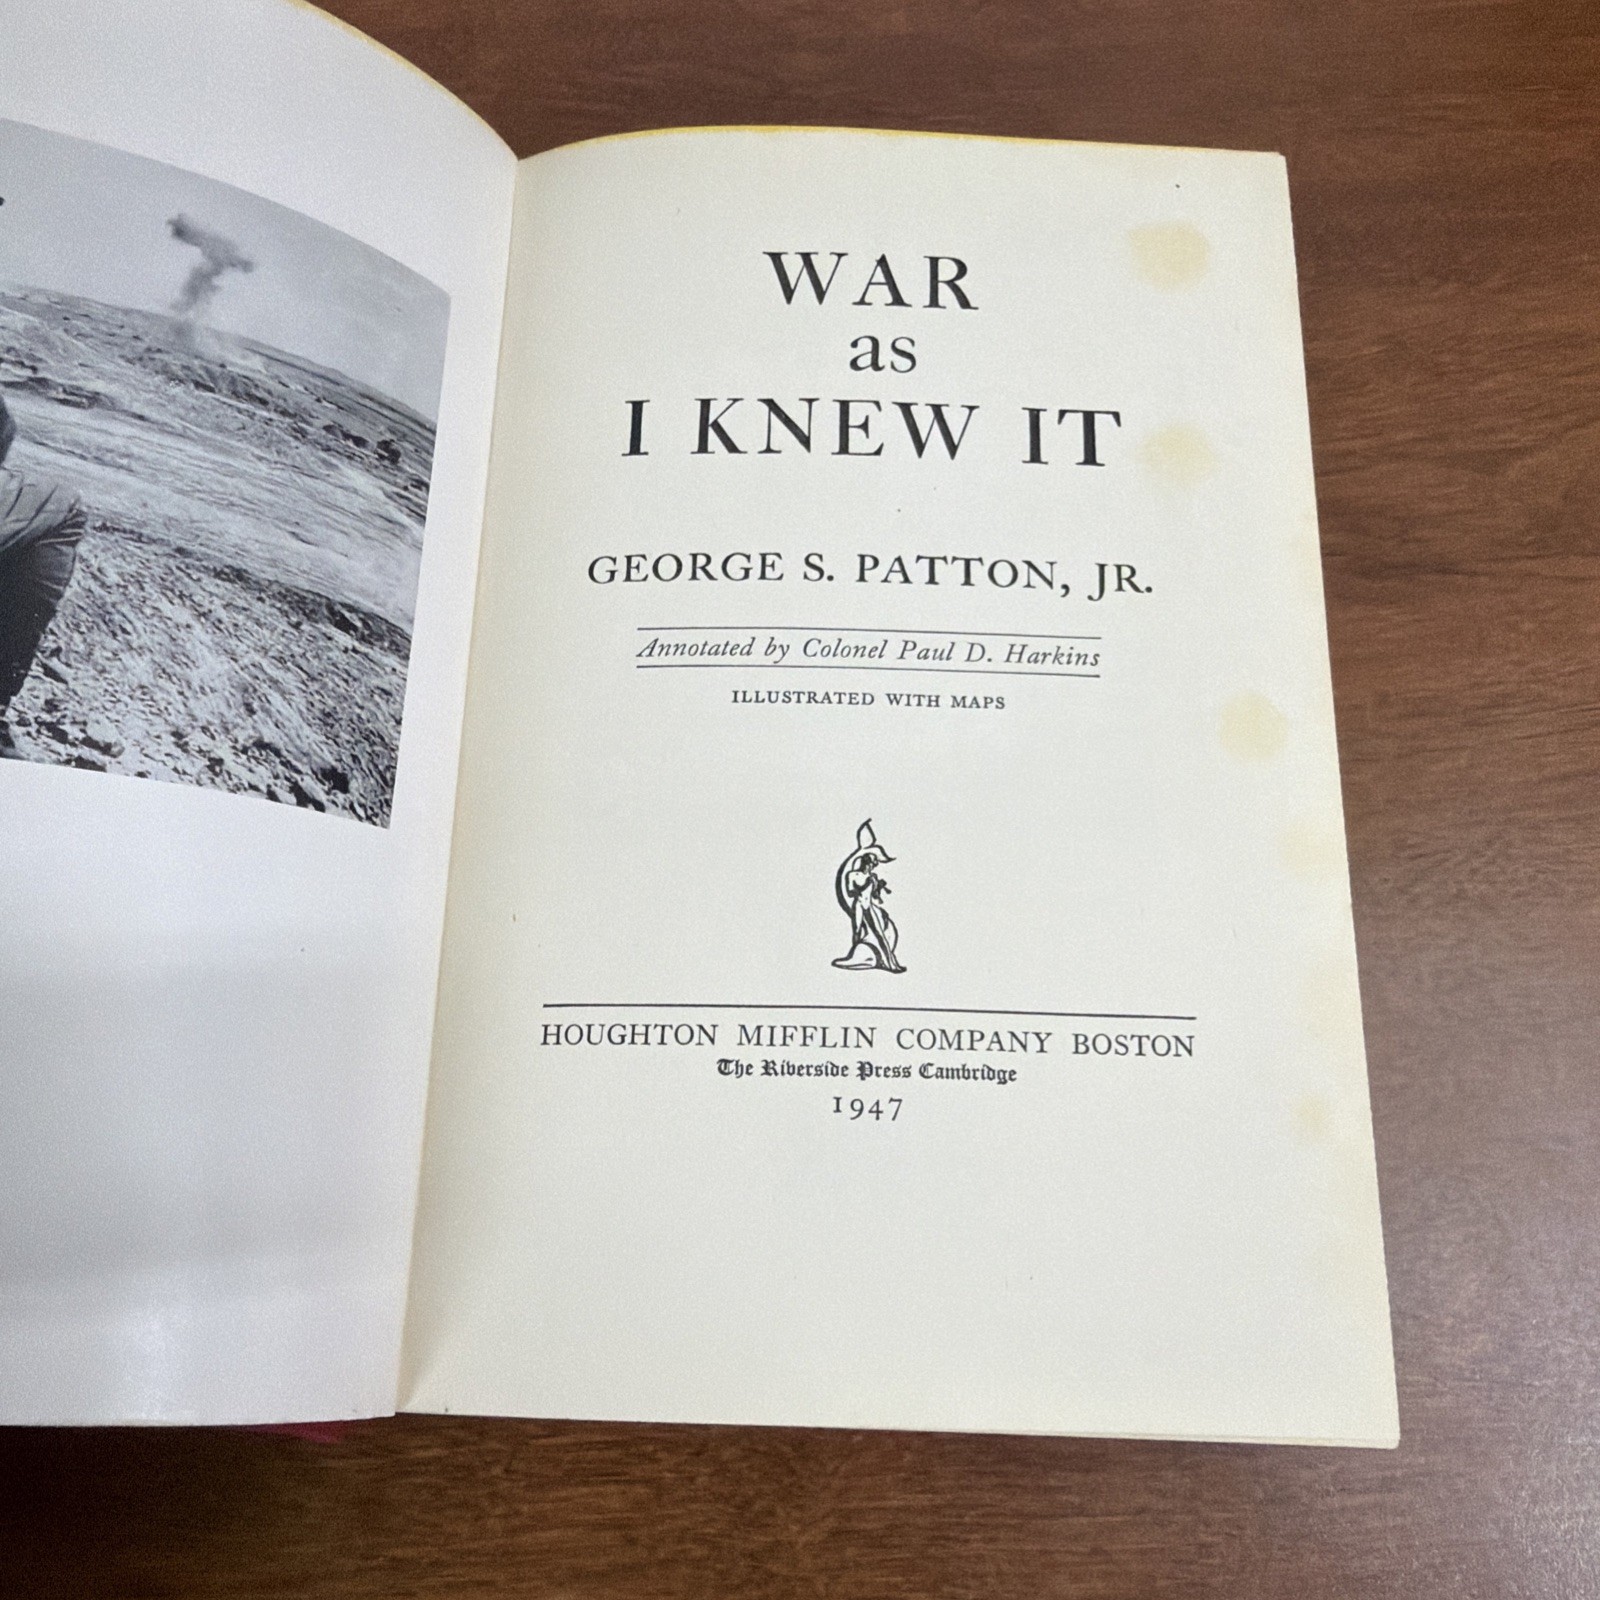 WAR
as
I KNEW IT
GEORGE S. PATTON, JR.
Annotated by Colonel Paul D. Harkins
ILLUSTRATED WITH MAPS
HOUGHTON MIFFLIN COMPANY BOSTON
The Riverside Press Cambridge
1947